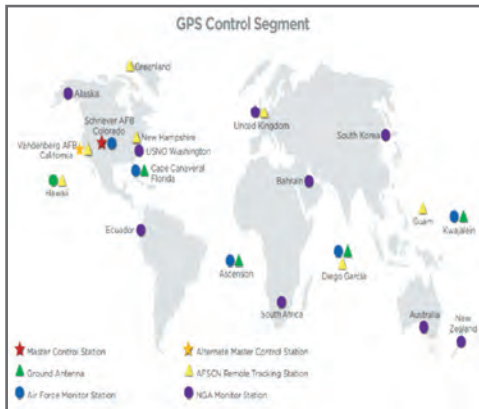 GPS Control Segment
Greenland
Alaska
Schriever AFB
Colorado
Vandenberg AFB
California
New Hampshire
USNO Washington
United Kingdom
South Korea
Cape Canaveral
Florida
Hawaii
Bahrain
Guam
Kwajalein
Ecuador
Ascension
Diego Garcia
South Africa
Australia
New
Zealand
Master Control Station
Alternate Master Control Station
Ground Antenna
AFSCN Remote Tracking Station
Air Force Monitor Station
NGA Monitor Station